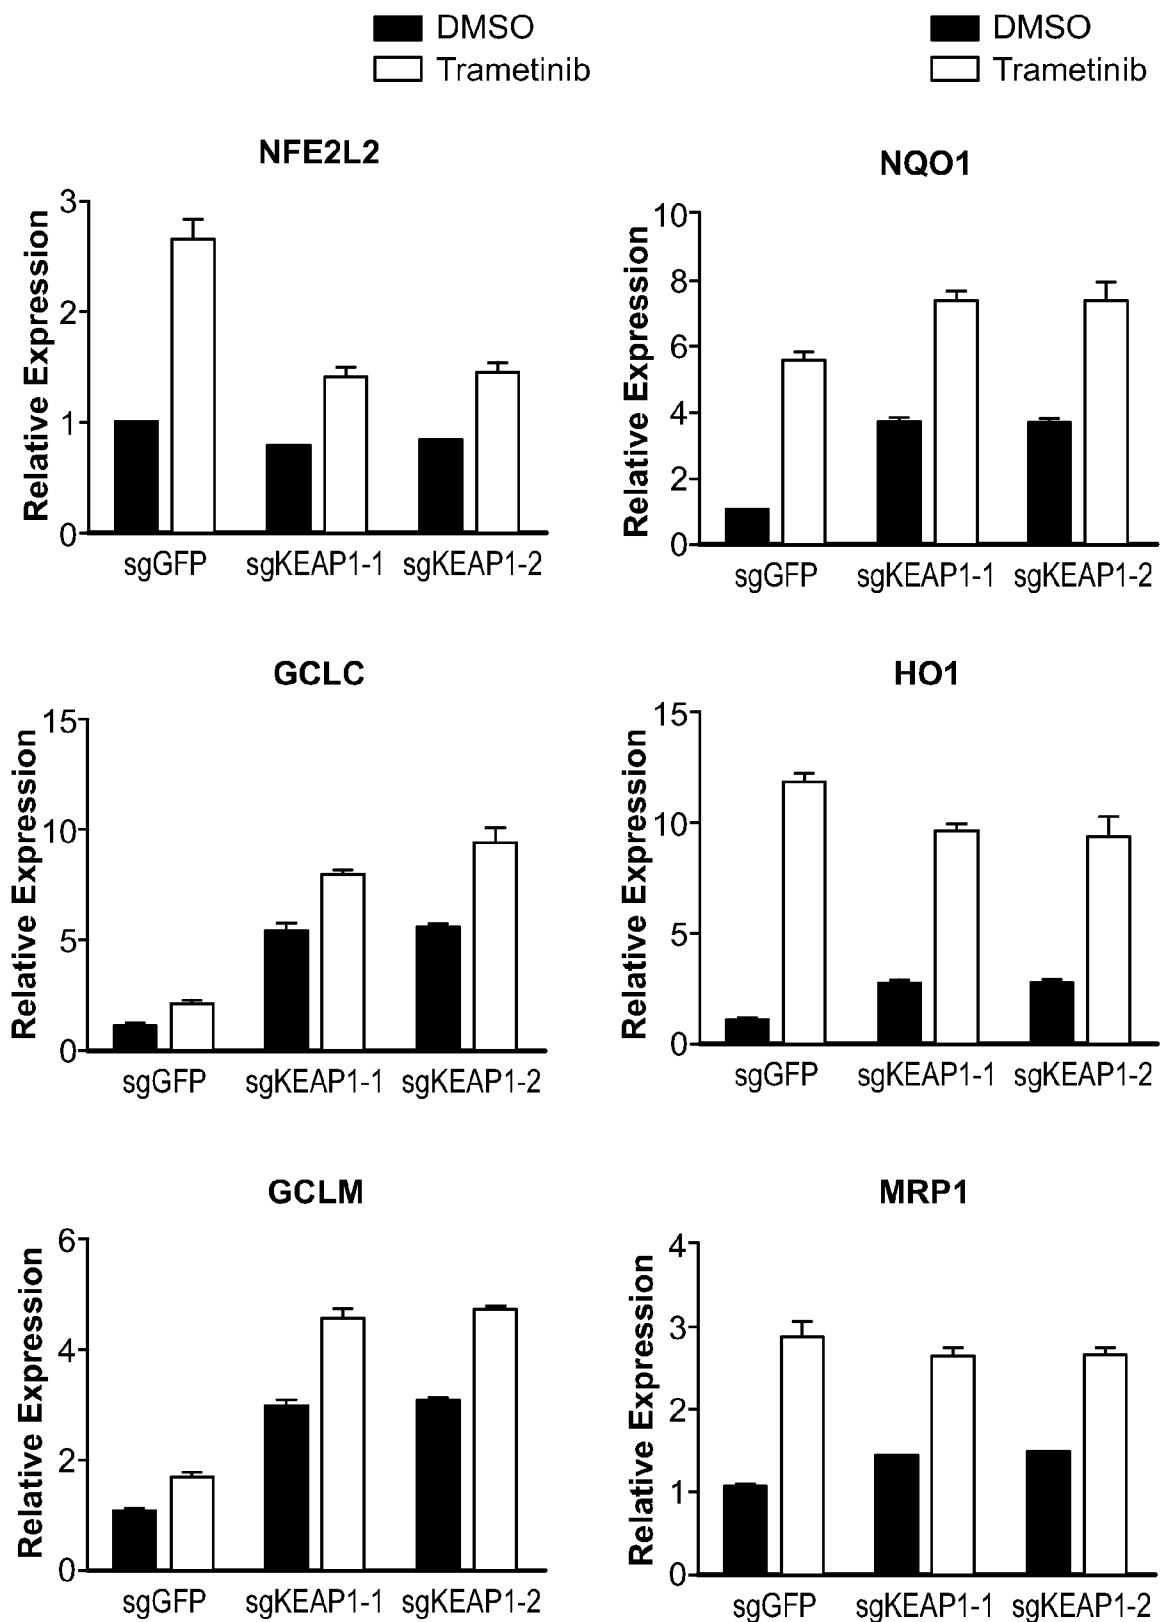 DMSO
Trametinib
DMSO
Trametinib
NFE2L2
Relative Expression
3
2
1
0
sgGFP sgKEAP1-1 sgKEAP1-2
NQO1
Relative Expression
10
8
6
4
2
0
sgGFP sgKEAP1-1 sgKEAP1-2
GCLC
Relative Expression
15
10
5
0
sgGFP sgKEAP1-1 sgKEAP1-2
HO1
Relative Expression
15
10
5
0
sgGFP sgKEAP1-1 sgKEAP1-2
GCLM
Relative Expression
6
4
2
0
sgGFP sgKEAP1-1 sgKEAP1-2
MRP1
Relative Expression
4
3
2
1
0
sgGFP sgKEAP1-1 sgKEAP1-2